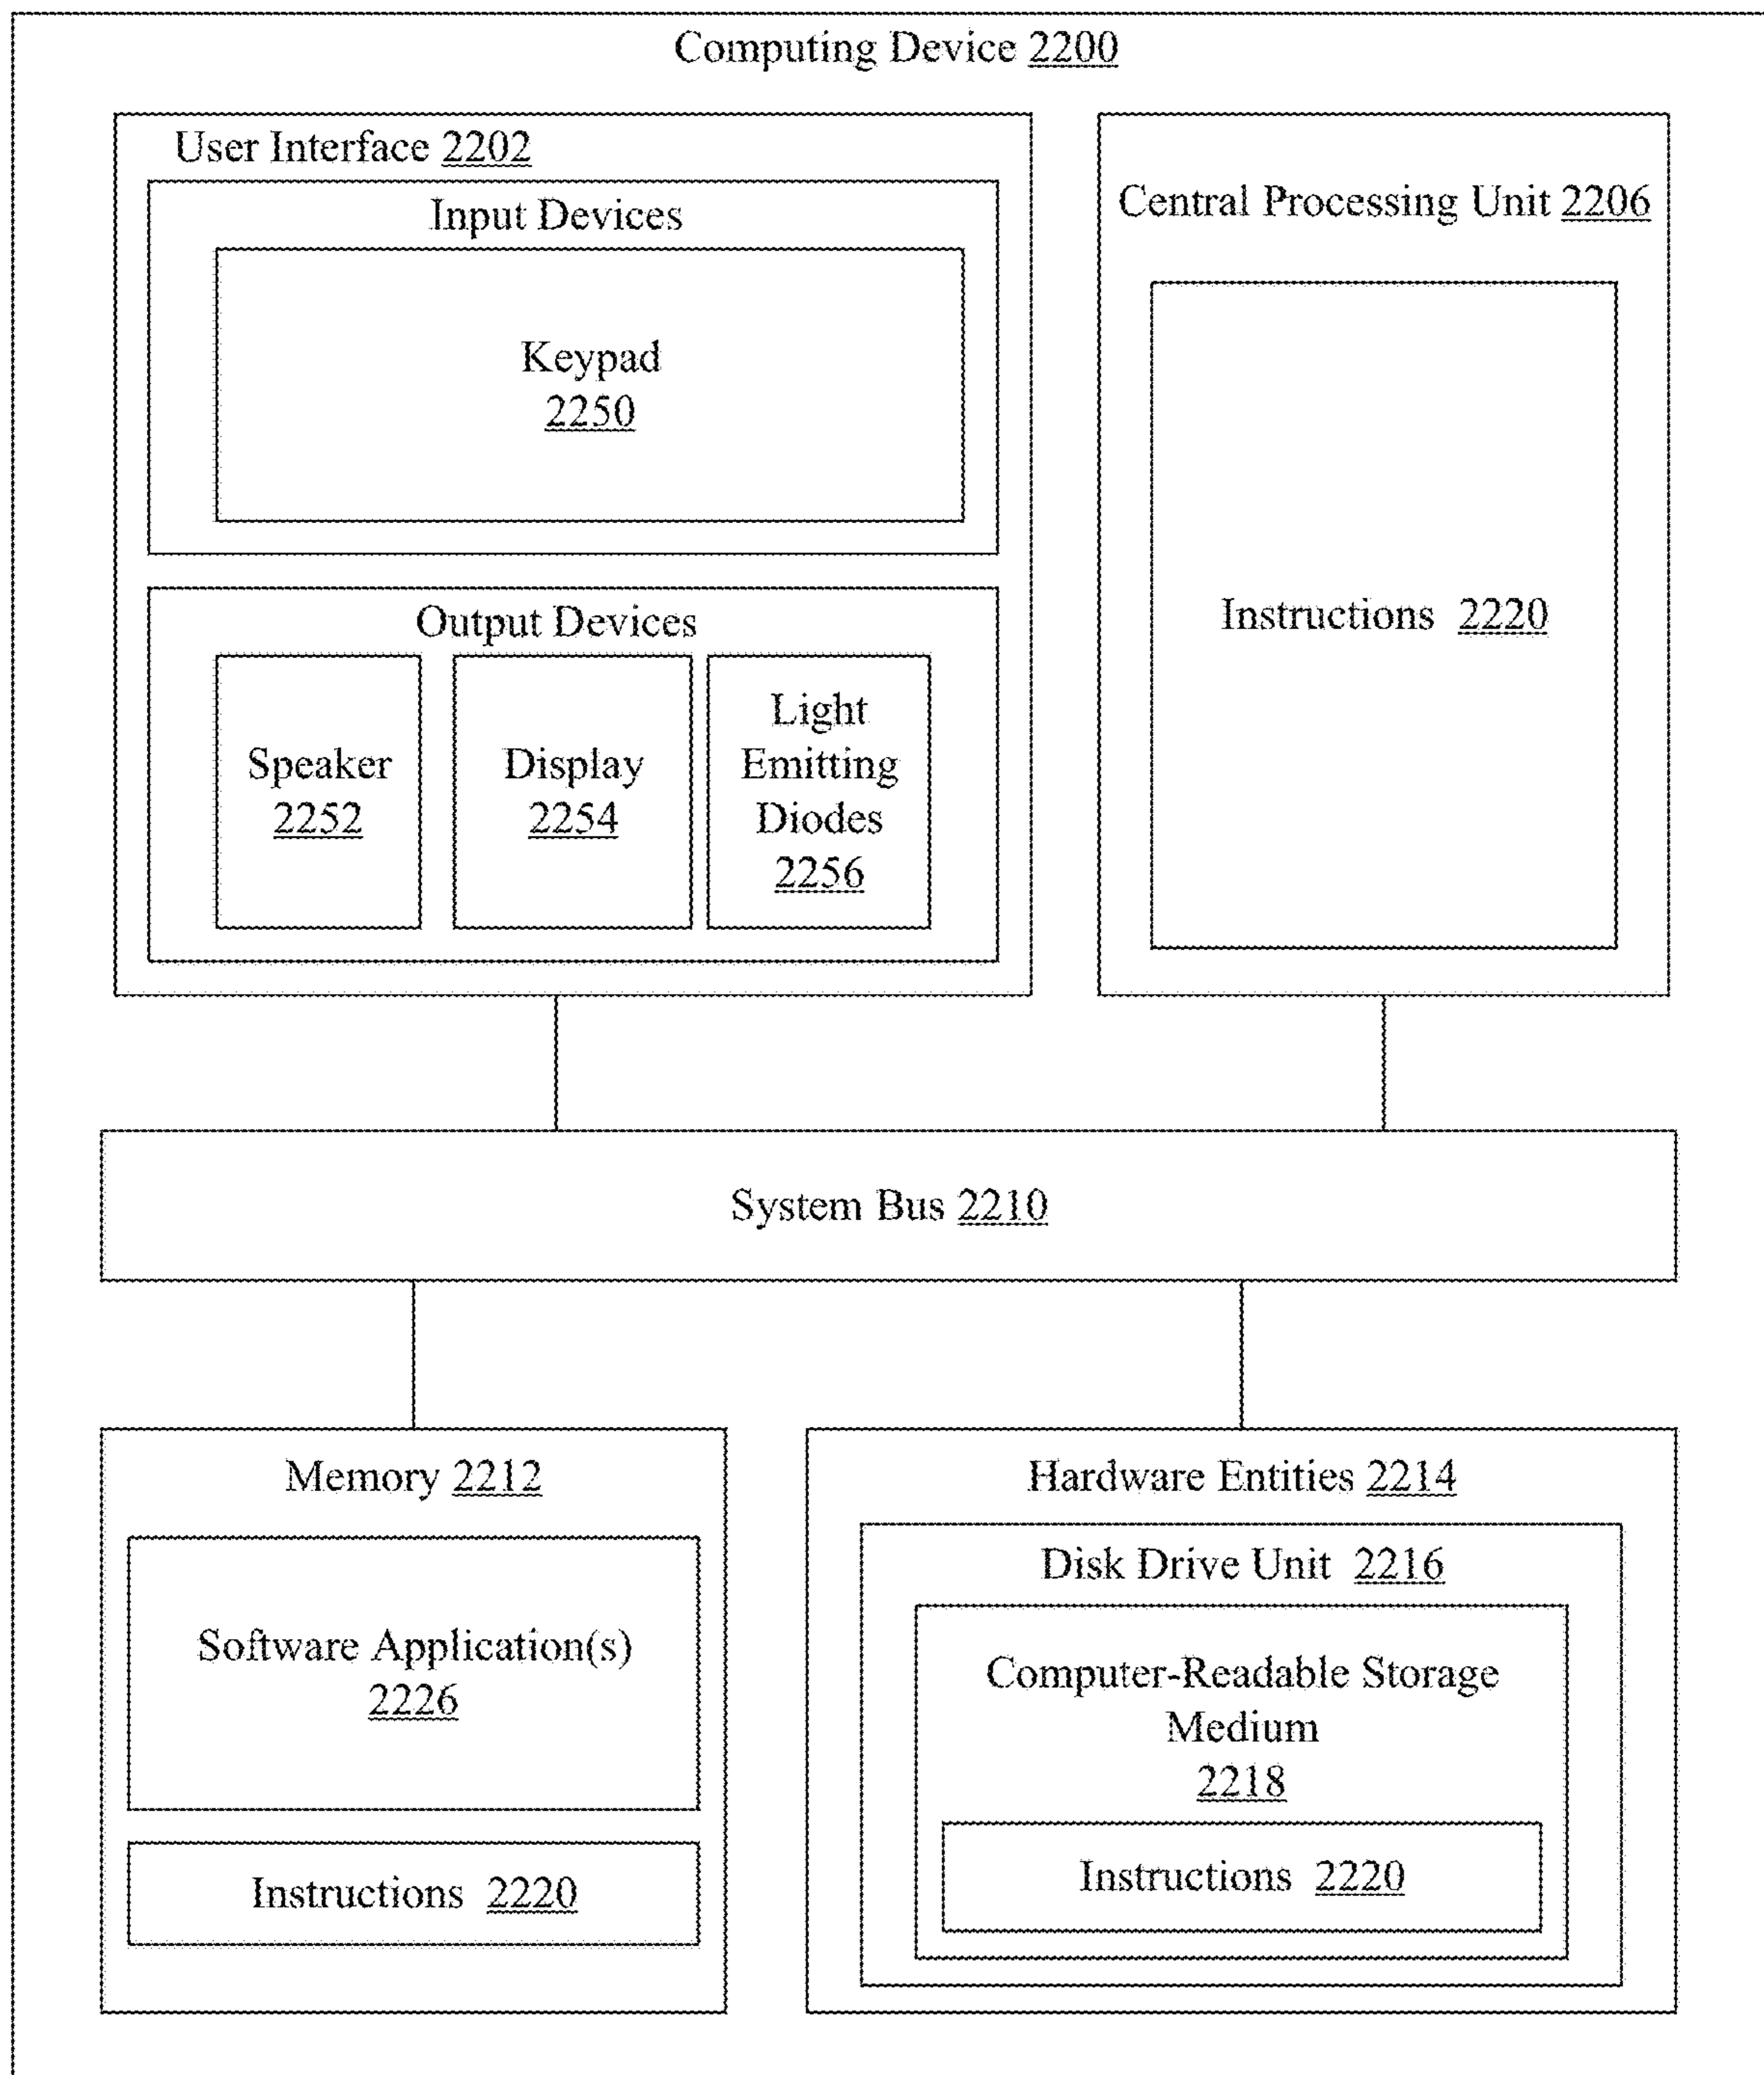 Computing Device 2200
User Interface 2202
Input Devices
Keypad
2250
Output Devices
Speaker
2252
Display
2254
Light
Emitting
Diodes
2256
Central Processing Unit 2206
Instructions 2220
System Bus 2210
Memory 2212
Software Application(s)
2226
Instructions 2220
Hardware Entities 2214
Disk Drive Unit 2216
Computer-Readable Storage
Medium
2218
Instructions 2220